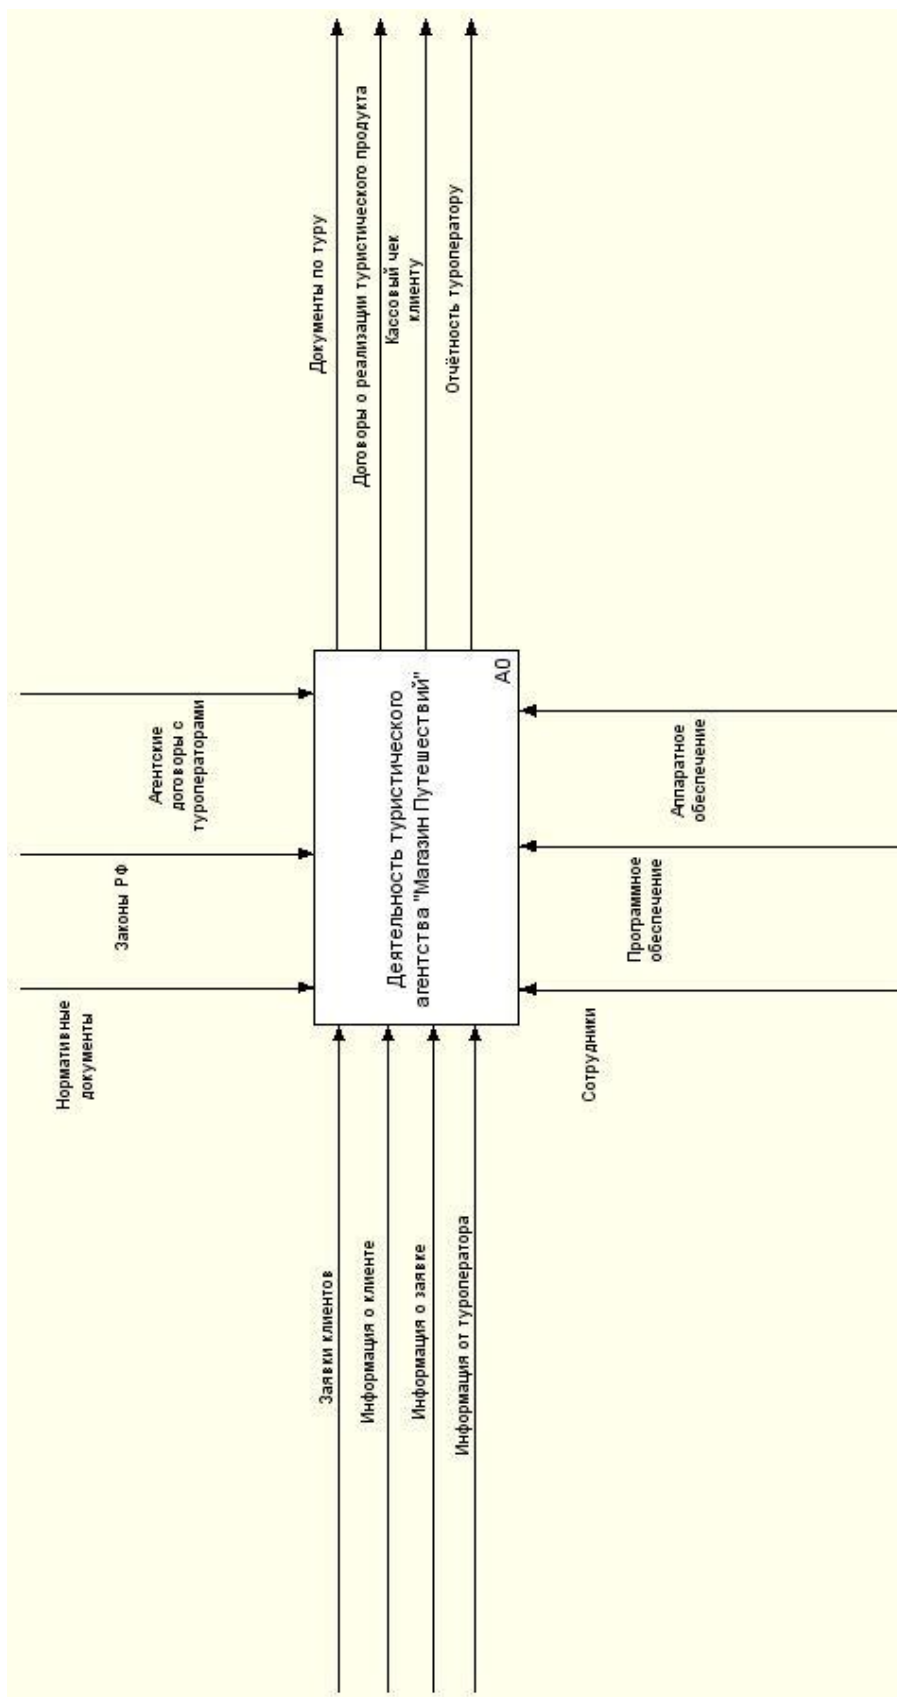 Нормативные
документы
Законы РФ
Агентские
договоры с
туроператорами
Заявки клиентов
Информация о клиенте
Информация о заявке
Информация от туроператора
Деятельность туристического
агентства "Магазин Путешествий"
A0
Документы по туру
Договоры о реализации туристического продукта
Кассовый чек
клиенту
Отчётность туроператору
Сотрудники
Программное
обеспечение
Аппаратное
обеспечение